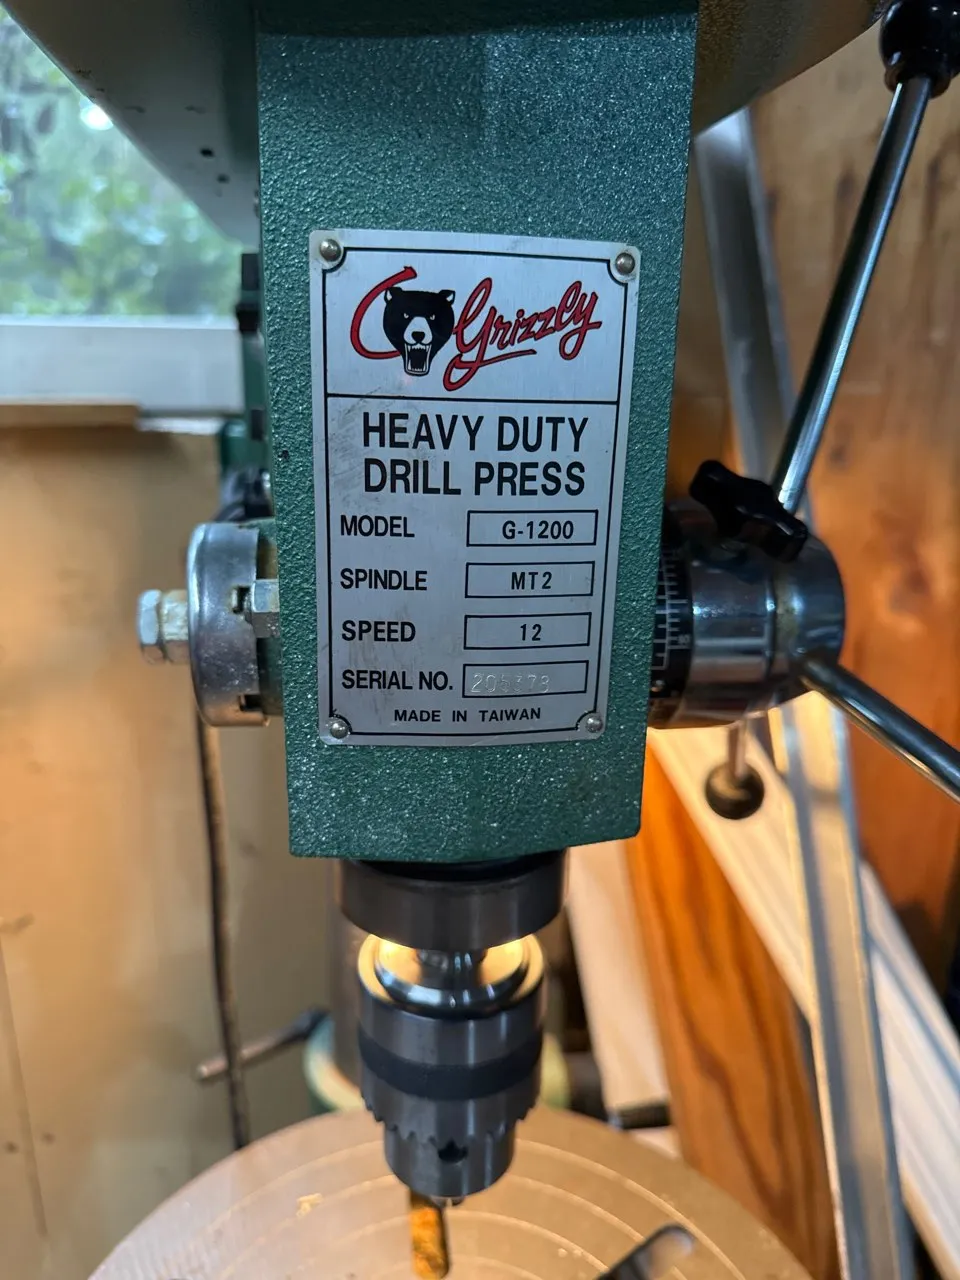 Grizzly
HEAVY DUTY
DRILL PRESS
MODEL G-1200
SPINDLE MT2
SPEED 12
SERIAL NO.
MADE IN TAIWAN